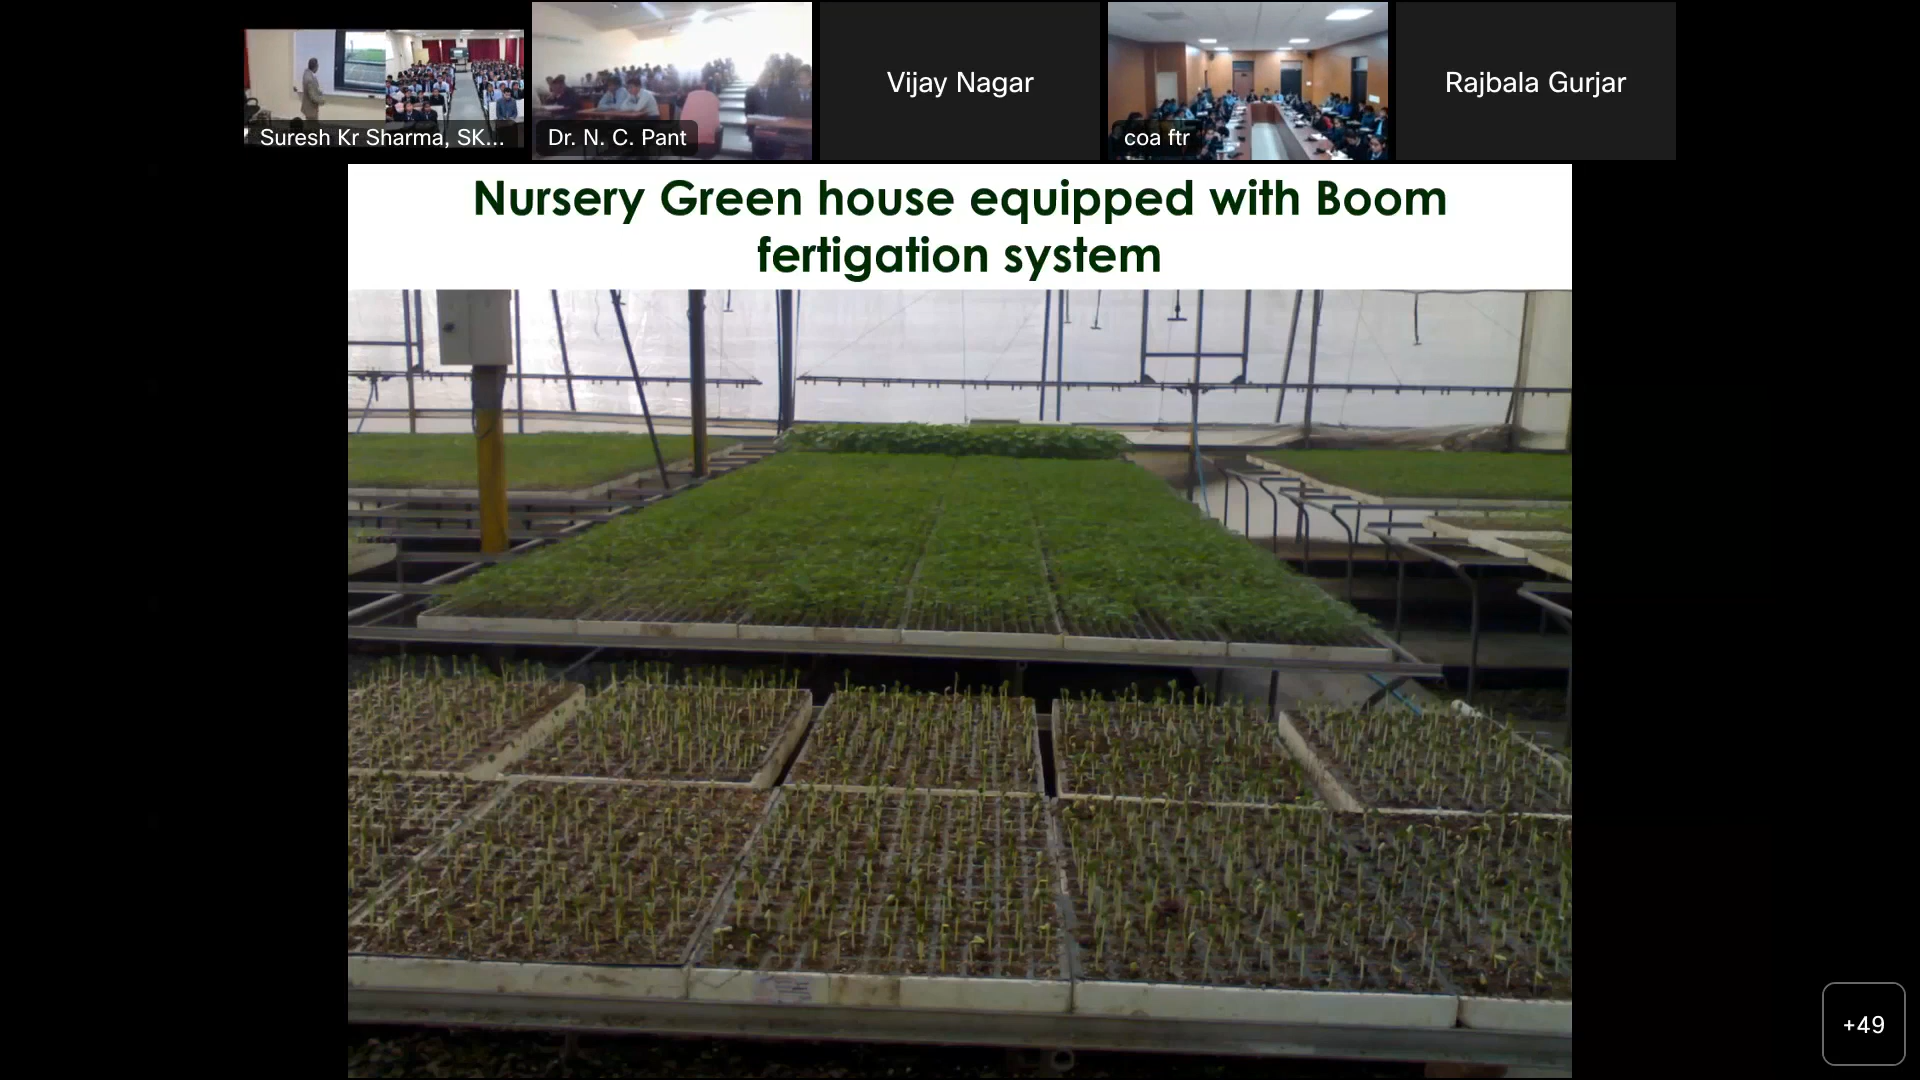 Suresh Kr Sharma, SK...
Dr. N. C. Pant
Vijay Nagar
coa ftr
Rajbala Gurjar
Nursery Green house equipped with Boom
fertigation system
+49